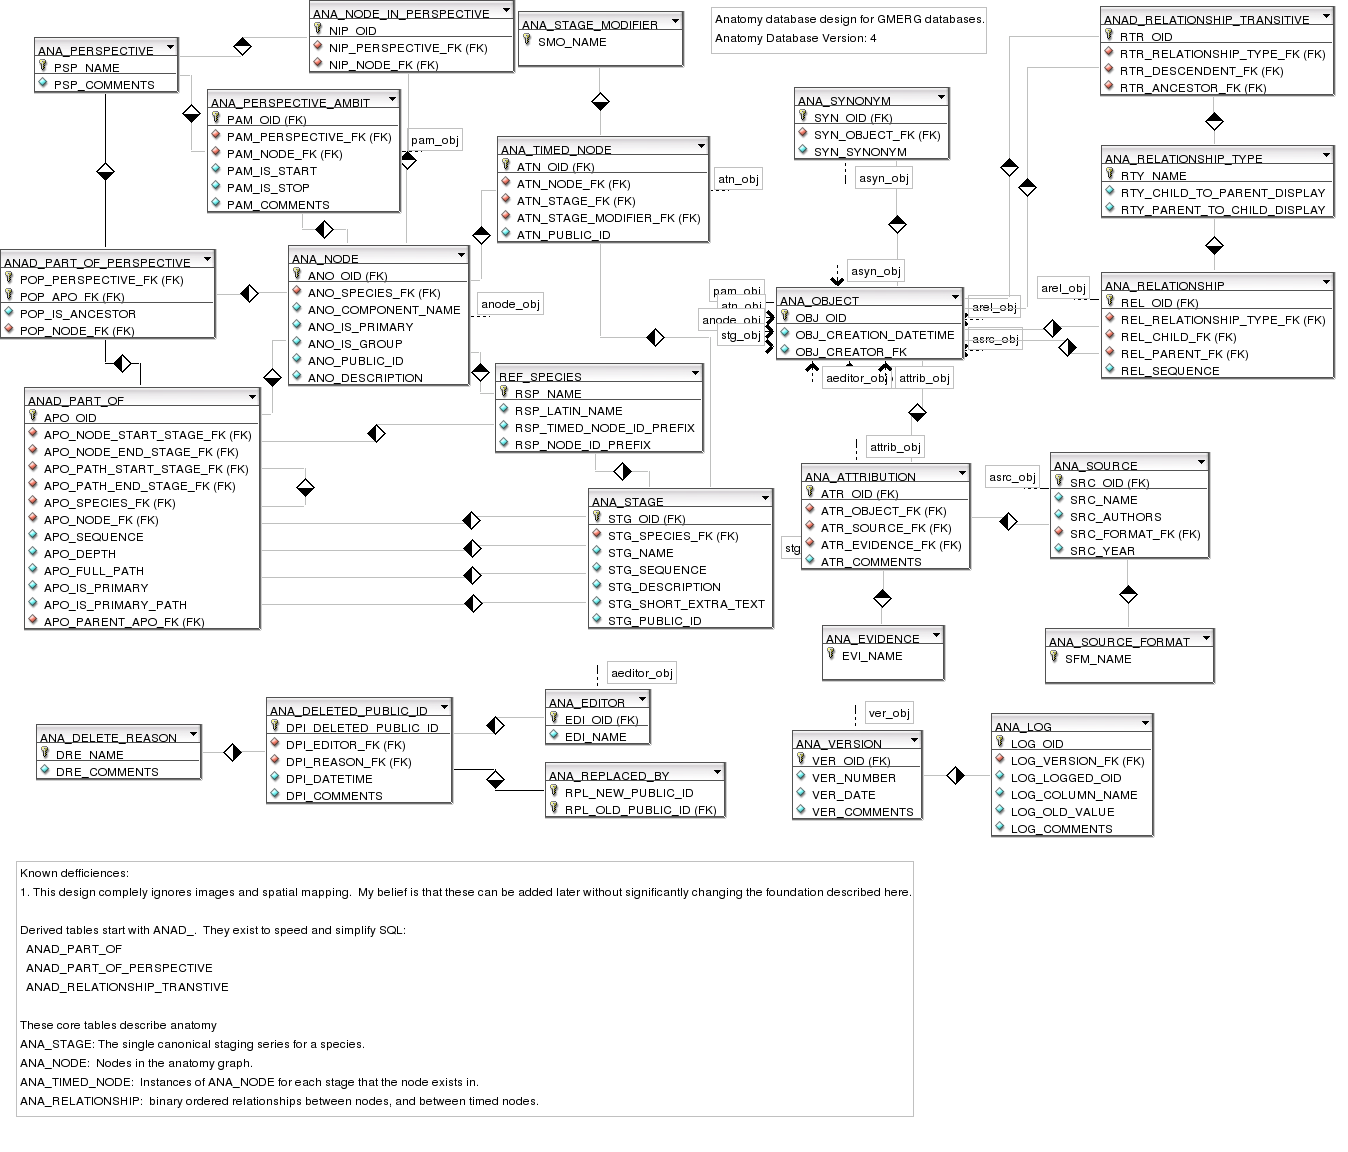 ANA_NODE_IN_PERSPECTIVE
NIP_OID
NIP_PERSPECTIVE_FK (FK)
NIP_NODE_FK (FK)
ANA_STAGE_MODIFIER
SMO_NAME
Anatomy database design for GMERG databases.
Anatomy Database Version: 4
ANAD_RELATIONSHIP_TRANSITIVE
RTR_OID
RTR_RELATIONSHIP_TYPE_FK (FK)
RTR_DESCENDENT_FK (FK)
RTR_ANCESTOR_FK (FK)
ANA_PERSPECTIVE
PSP_NAME
PSP_COMMENTS
ANA_PERSPECTIVE_AMBIT
PAM_OID (FK)
PAM_PERSPECTIVE_FK (FK)
PAM_NODE_FK (FK)
PAM_IS_START
PAM_IS_STOP
PAM_COMMENTS
pam_obj
ANA_TIMED_NODE
ATN_OID (FK)
ATN_NODE_FK (FK)
ATN_STAGE_FK (FK)
ATN_STAGE_MODIFIER_FK (FK)
ATN_PUBLIC_ID
atn_obj
ANA_SYNONYM
SYN_OID (FK)
SYN_OBJECT_FK (FK)
SYN_SYNONYM
asyn_obj
ANA_RELATIONSHIP_TYPE
RTY_NAME
RTY_CHILD_TO_PARENT_DISPLAY
RTY_PARENT_TO_CHILD_DISPLAY
ANAD_PART_OF_PERSPECTIVE
POP_PERSPECTIVE_FK (FK)
POP_APO_FK (FK)
POP_IS_ANCESTOR
POP_NODE_FK (FK)
ANA_NODE
ANO_OID (FK)
ANO_SPECIES_FK (FK)
ANO_COMPONENT_NAME
ANO_IS_PRIMARY
ANO_IS_GROUP
ANO_PUBLIC_ID
ANO_DESCRIPTION
anode_obj
asyn_obj
pam_obj
atn_obj
anode_obj
stg_obj
ANA_OBJECT
OBJ_OID
OBJ_CREATION_DATETIME
OBJ_CREATOR_FK
arel_obj
asrc_obj
arel_obj
aeditor_obj
attrib_obj
ANA_RELATIONSHIP
REL_OID (FK)
REL_RELATIONSHIP_TYPE_FK (FK)
REL_CHILD_FK (FK)
REL_PARENT_FK (FK)
REL_SEQUENCE
ANAD_PART_OF
APO_OID
APO_NODE_START_STAGE_FK (FK)
APO_NODE_END_STAGE_FK (FK)
APO_PATH_START_STAGE_FK (FK)
APO_PATH_END_STAGE_FK (FK)
APO_SPECIES_FK (FK)
APO_NODE_FK (FK)
APO_SEQUENCE
APO_DEPTH
APO_FULL_PATH
APO_IS_PRIMARY
APO_IS_PRIMARY_PATH
APO_PARENT_APO_FK (FK)
REF_SPECIES
RSP_NAME
RSP_LATIN_NAME
RSP_TIMED_NODE_ID_PREFIX
RSP_NODE_ID_PREFIX
ANA_STAGE
STG_OID (FK)
STG_SPECIES_FK (FK)
STG_NAME
STG_SEQUENCE
STG_DESCRIPTION
STG_SHORT_EXTRA_TEXT
STG_PUBLIC_ID
stg
attrib_obj
ANA_ATTRIBUTION
ATR_OID (FK)
ATR_OBJECT_FK (FK)
ATR_SOURCE_FK (FK)
ATR_EVIDENCE_FK (FK)
ATR_COMMENTS
asrc_obj
ANA_SOURCE
SRC_OID (FK)
SRC_NAME
SRC_AUTHORS
SRC_FORMAT_FK (FK)
SRC_YEAR
ANA_EVIDENCE
EVI_NAME
ANA_SOURCE_FORMAT
SFM_NAME
aeditor_obj
ANA_DELETE_REASON
DRE_NAME
DRE_COMMENTS
ANA_DELETED_PUBLIC_ID
DPI_DELETED_PUBLIC_ID
DPI_EDITOR_FK (FK)
DPI_REASON_FK (FK)
DPI_DATETIME
DPI_COMMENTS
ANA_EDITOR
EDI_OID (FK)
EDI_NAME
ANA_REPLACED_BY
RPL_NEW_PUBLIC_ID
RPL_OLD_PUBLIC_ID (FK)
ver_obj
ANA_VERSION
VER_OID (FK)
VER_NUMBER
VER_DATE
VER_COMMENTS
ANA_LOG
LOG_OID
LOG_VERSION_FK (FK)
LOG_LOGGED_OID
LOG_COLUMN_NAME
LOG_OLD_VALUE
LOG_COMMENTS
Known defficiences:
1. This design complely ignores images and spatial mapping. My belief is that these can be added later without significantly changing the foundation described here.
Derived tables start with ANAD_. They exist to speed and simplify SQL:
ANAD_PART_OF
ANAD_PART_OF_PERSPECTIVE
ANAD_RELATIONSHIP_TRANSTIVE
These core tables describe anatomy
ANA_STAGE: The single canonical staging series for a species.
ANA_NODE: Nodes in the anatomy graph.
ANA_TIMED_NODE: Instances of ANA_NODE for each stage that the node exists in.
ANA_RELATIONSHIP: binary ordered relationships between nodes, and between timed nodes.